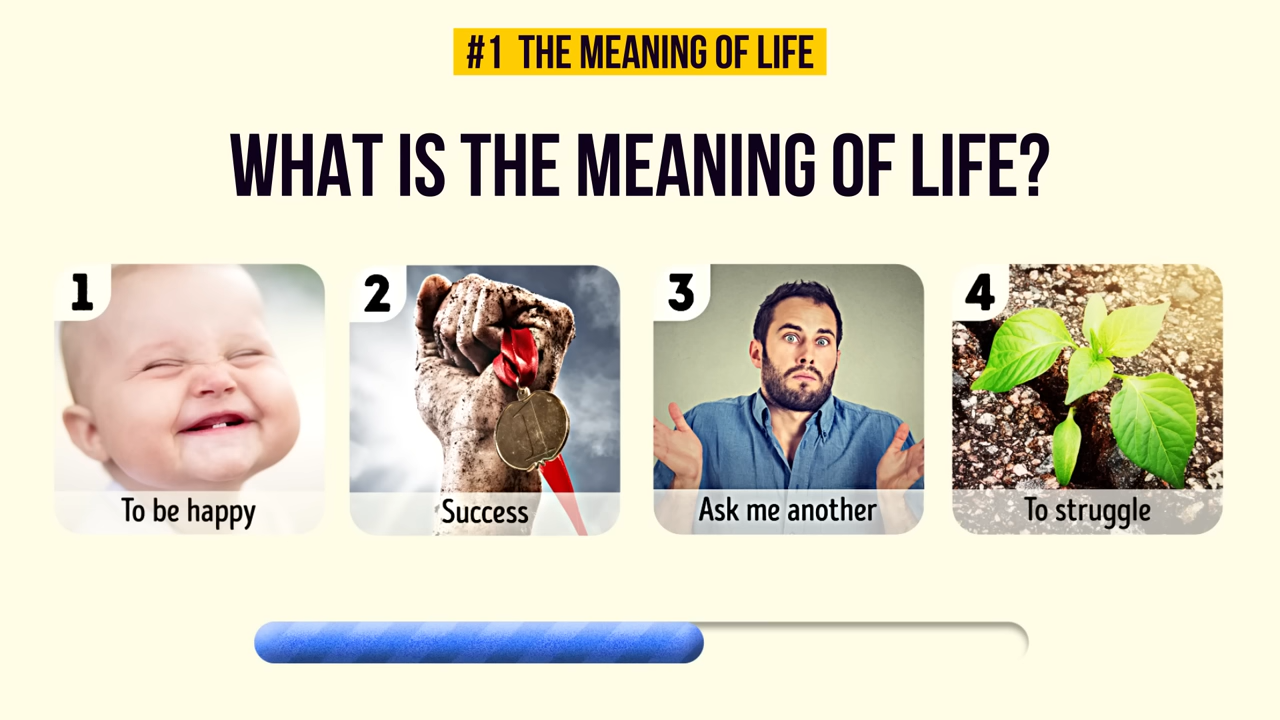 #1 THE MEANING OF LIFE
WHAT IS THE MEANING OF LIFE?
1
2
3
4
To be happy
Success
Ask me another
To struggle